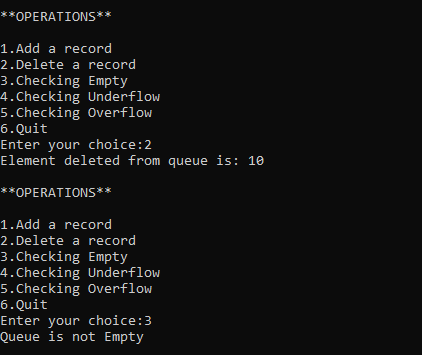 **OPERATIONS**
1.Add a record
2.Delete a record
3.Checking Empty
4.Checking Underflow
5.Checking Overflow
6.Quit
Enter your choice:2
Element deleted from queue is: 10
**OPERATIONS**
1.Add a record
2.Delete a record
3.Checking Empty
4.Checking Underflow
5.Checking Overflow
6.Quit
Enter your choice:3
Queue is not Empty